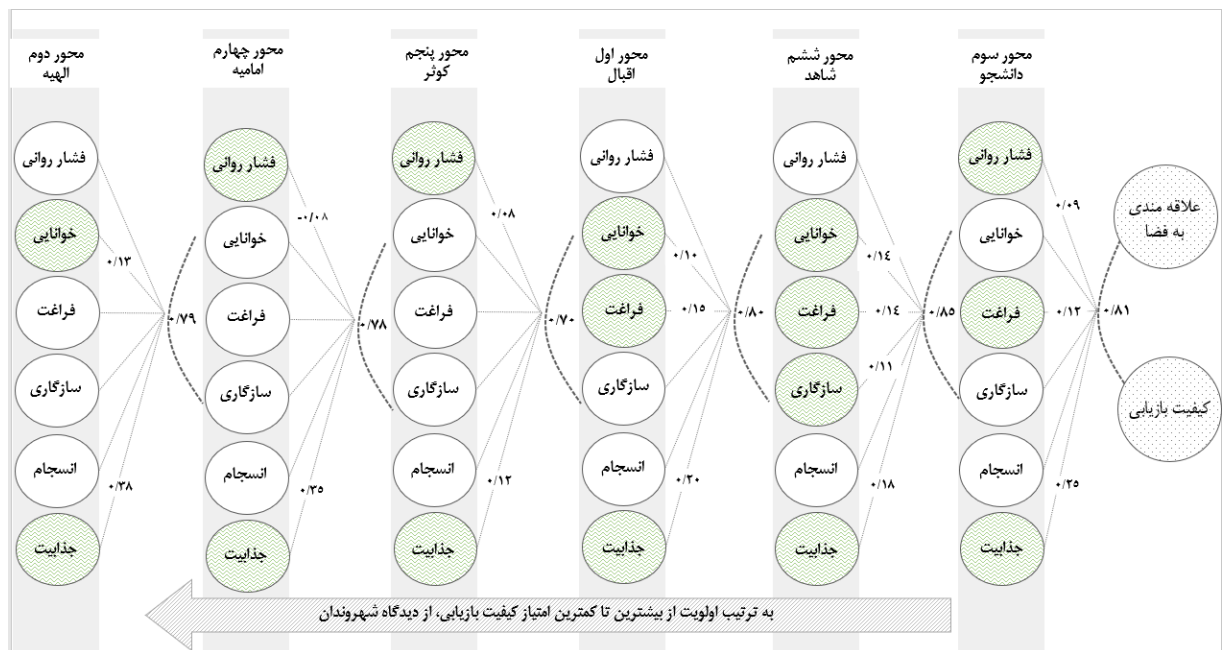 محور سوم
دانشجو
فشار روانی
خوانایی
فراغت
سازگاری
انسجام
جذابیت
۰/۰۹
۰/۱۲
۰/۲۵
۰/۸۱
علاقه مندی
به فضا
کیفیت بازیابی
محور ششم
شاهد
فشار روانی
خوانایی
فراغت
سازگاری
انسجام
جذابیت
۰/۱٤
۰/۱٤
۰/۱۱
۰/۱۸
۰/۸۵
محور اول
اقبال
فشار روانی
خوانایی
فراغت
سازگاری
انسجام
جذابیت
۰/۱۰
۰/۱۵
۰/۲۰
۰/۸۰
محور پنجم
کوثر
فشار روانی
خوانایی
فراغت
سازگاری
انسجام
جذابیت
۰/۰۸
۰/۱۲
۰/۷۰
محور چهارم
امامیه
فشار روانی
خوانایی
فراغت
سازگاری
انسجام
جذابیت
-۰/۰۸
۰/۳۵
۰/۷۸
محور دوم
الهیه
فشار روانی
خوانایی
فراغت
سازگاری
انسجام
جذابیت
۰/۱۳
۰/۳۸
۰/۷۹
به ترتیب اولویت از بیشترین تا کمترین امتیاز کیفیت بازیابی، از دیدگاه شهروندان